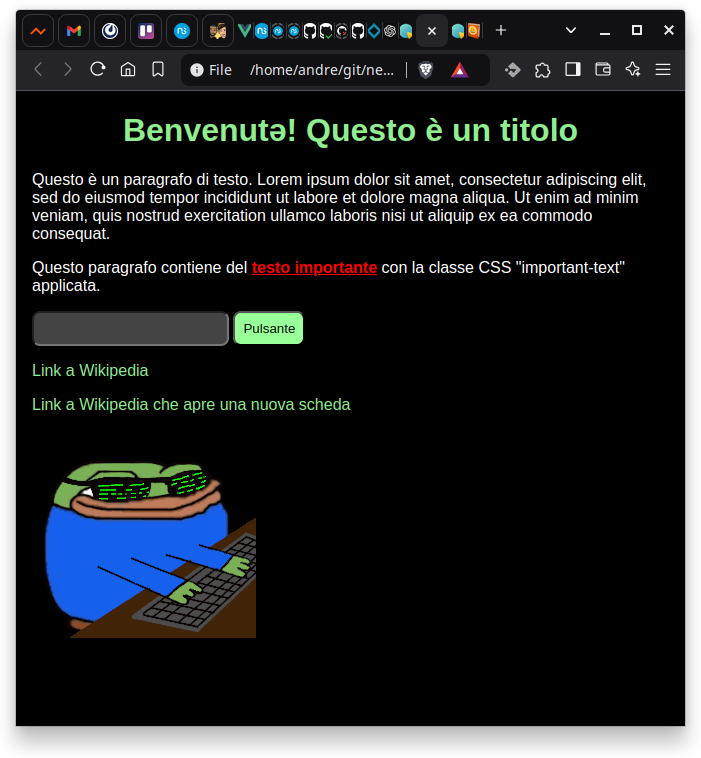 File /home/andre/git/ne...
Benvenutə! Questo è un titolo
Questo è un paragrafo di testo. Lorem ipsum dolor sit amet, consectetur adipiscing elit,
sed do eiusmod tempor incididunt ut labore et dolore magna aliqua. Ut enim ad minim
veniam, quis nostrud exercitation ullamco laboris nisi ut aliquip ex ea commodo
consequat.
Questo paragrafo contiene del testo importante con la classe CSS "important-text"
applicata.
Pulsante
Link a Wikipedia
Link a Wikipedia che apre una nuova scheda